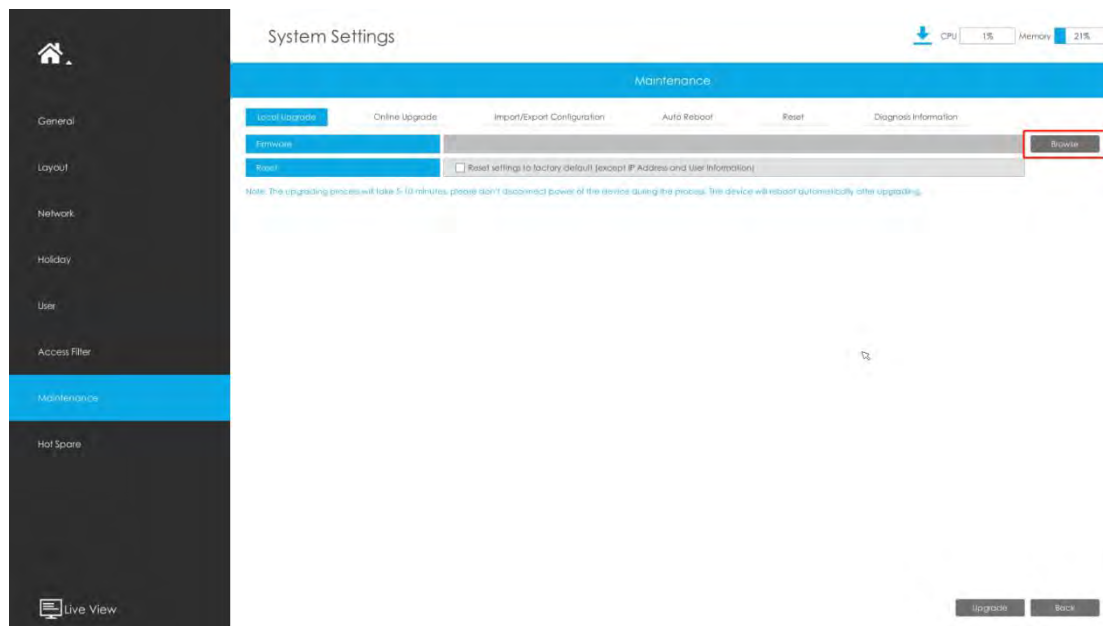 System Settings
CPU 1% Memory 21%
Maintenance
General
Layout
Network
Holiday
User
Access Filter
Maintenance
Hot Spare
Live View
Local Upgrade Online Upgrade Import/Export Configuration Auto Reboot Reset Diagnosis Information
Firmware Browse
Reset Reset settings to factory default (except IP Address and User Information)
Note: The upgrading process will take 5-10 minutes, please don't disconnect power of the device during the process. The device will reboot automatically after upgrading.
Upgrade Back